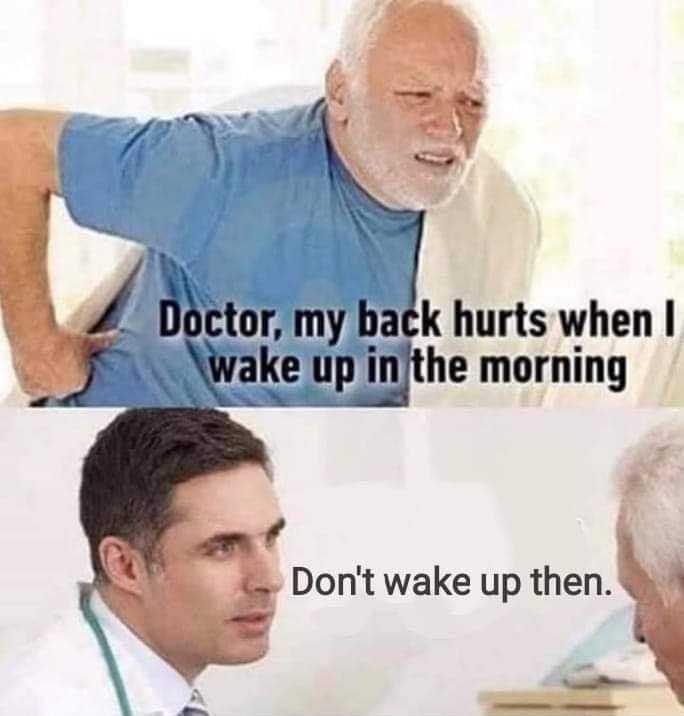 Doctor, my back hurts when I
wake up in the morning
Don't wake up then.